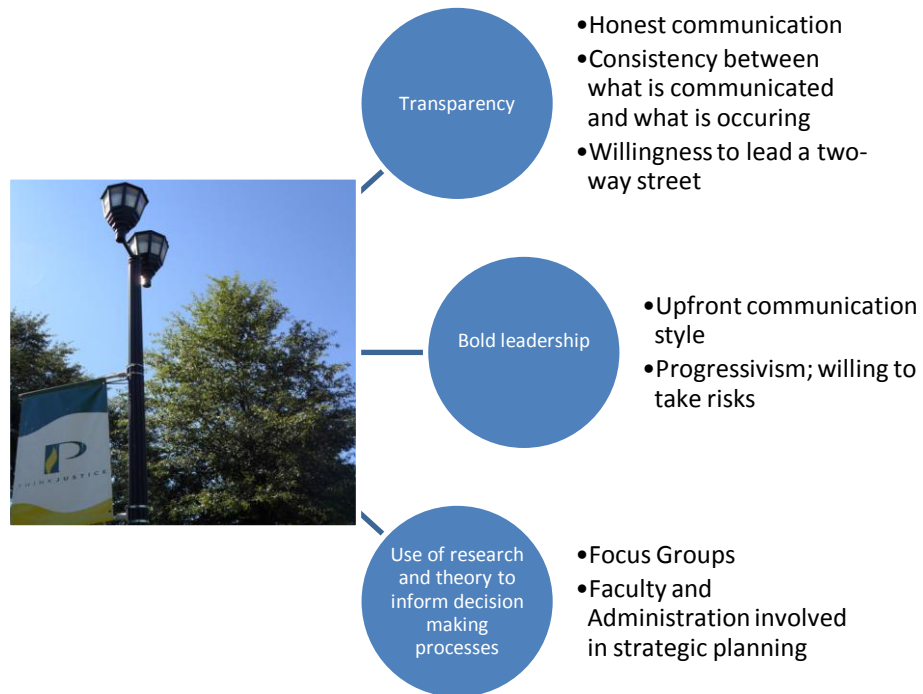 Transparency
•Honest communication
•Consistency between
what is communicated
and what is occuring
•Willingness to lead a two-
way street
Bold leadership
•Upfront communication
style
•Progressivism; willing to
take risks
P
THINKJUSTICE
Use of research
and theory to
inform decision
making
processes
•Focus Groups
•Faculty and
Administration involved
in strategic planning